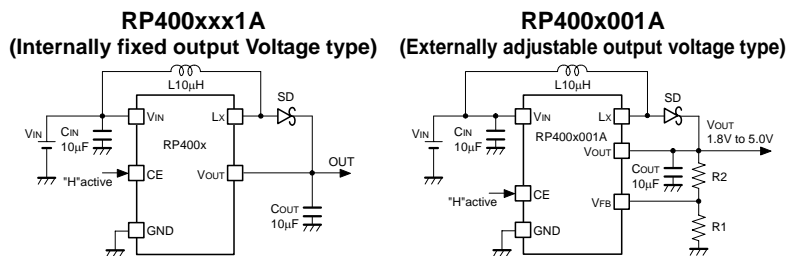 RP400xxx1A
(Internally fixed output Voltage type)
L10μH
SD
VIN
CIN
10μF
VIN
LX
RP400x
CE
"H"active
VOUT
OUT
COUT
10μF
GND
RP400x001A
(Externally adjustable output voltage type)
L10μH
SD
VIN
CIN
10μF
VIN
LX
RP400x001A
VOUT
VOUT
1.8V to 5.0V
COUT
10μF
R2
CE
"H"active
VFB
R1
GND